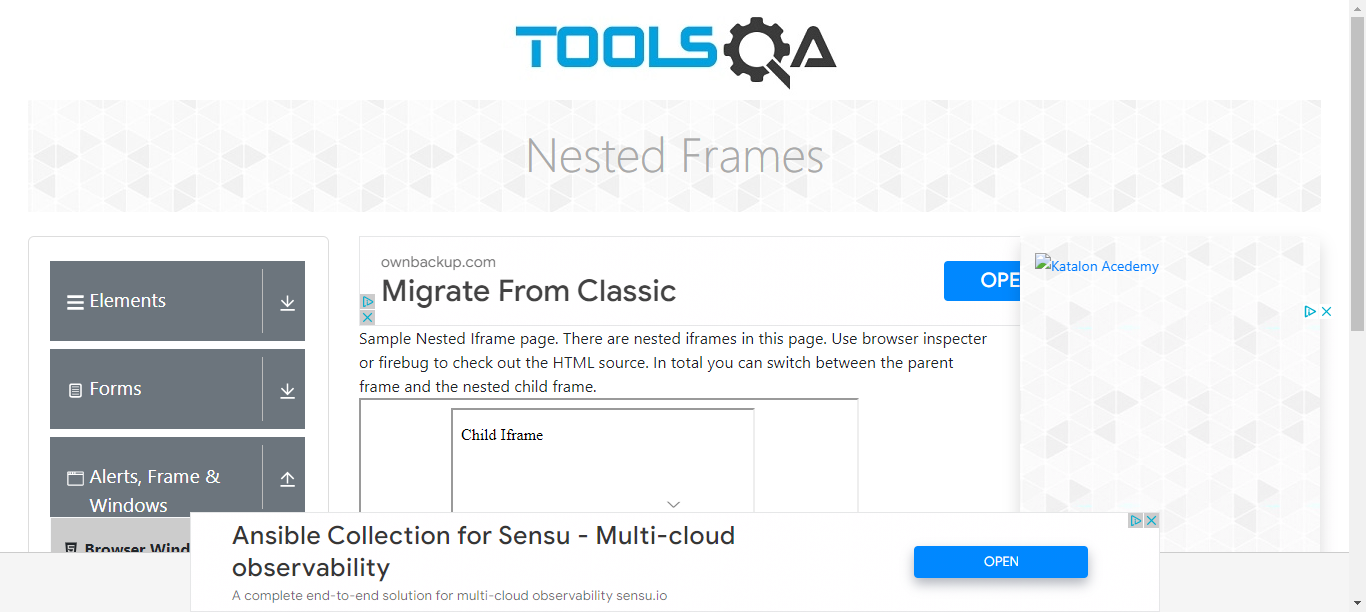 TOOLSQA
Nested Frames
Elements
Forms
Alerts, Frame &
Windows
Browser Wind
ownbackup.com
Migrate From Classic
OPE
Sample Nested Iframe page. There are nested iframes in this page. Use browser inspecter
or firebug to check out the HTML source. In total you can switch between the parent
frame and the nested child frame.
Child Iframe
Katalon Acedemy
Ansible Collection for Sensu - Multi-cloud
observability
A complete end-to-end solution for multi-cloud observability sensu.io
OPEN